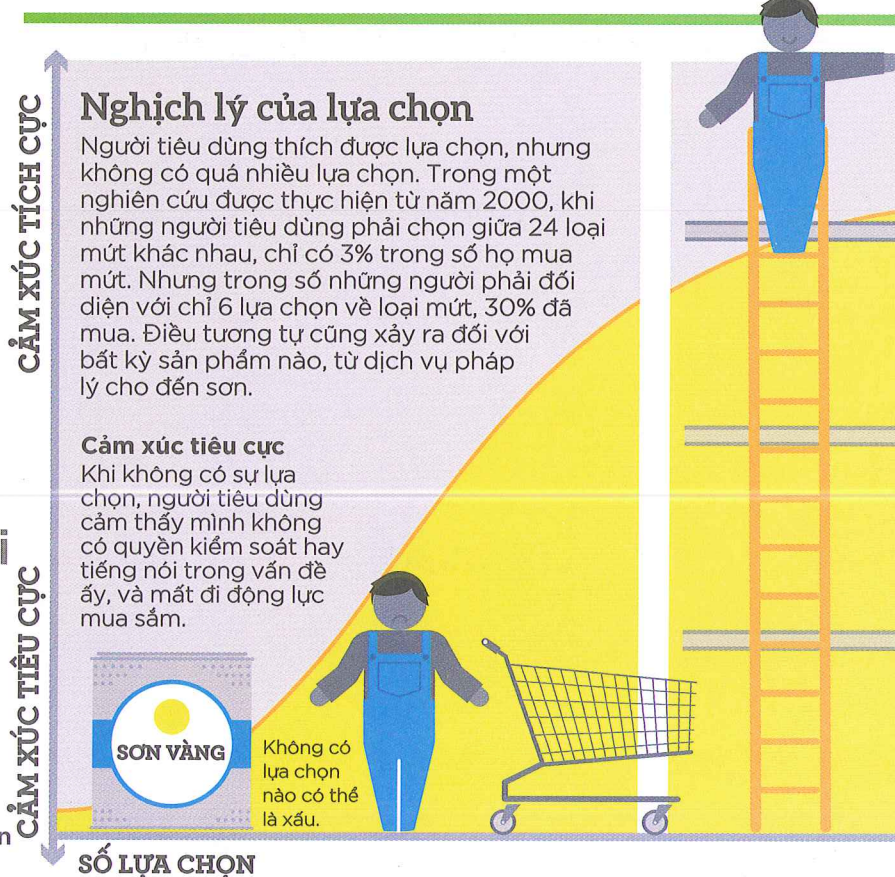 CẢM XÚC TÍCH CỰC
Nghịch lý của lựa chọn
Người tiêu dùng thích được lựa chọn, nhưng
không có quá nhiều lựa chọn. Trong một
nghiên cứu được thực hiện từ năm 2000, khi
những người tiêu dùng phải chọn giữa 24 loại
mứt khác nhau, chỉ có 3% trong số họ mua
mứt. Nhưng trong số những người phải đối
diện với chỉ 6 lựa chọn về loại mứt, 30% đã
mua. Điều tương tự cũng xảy ra đối với
bất kỳ sản phẩm nào, từ dịch vụ pháp
lý cho đến sơn.
Cảm xúc tiêu cực
Khi không có sự lựa
chọn, người tiêu dùng
cảm thấy mình không
có quyền kiểm soát hay
tiếng nói trong vấn đề
ấy, và mất đi động lực
mua sắm.
CẢM XÚC TIÊU CỰC
SƠN VÀNG
Không có
lựa chọn
nào có thể
là xấu.
n
SỐ LỰA CHỌN